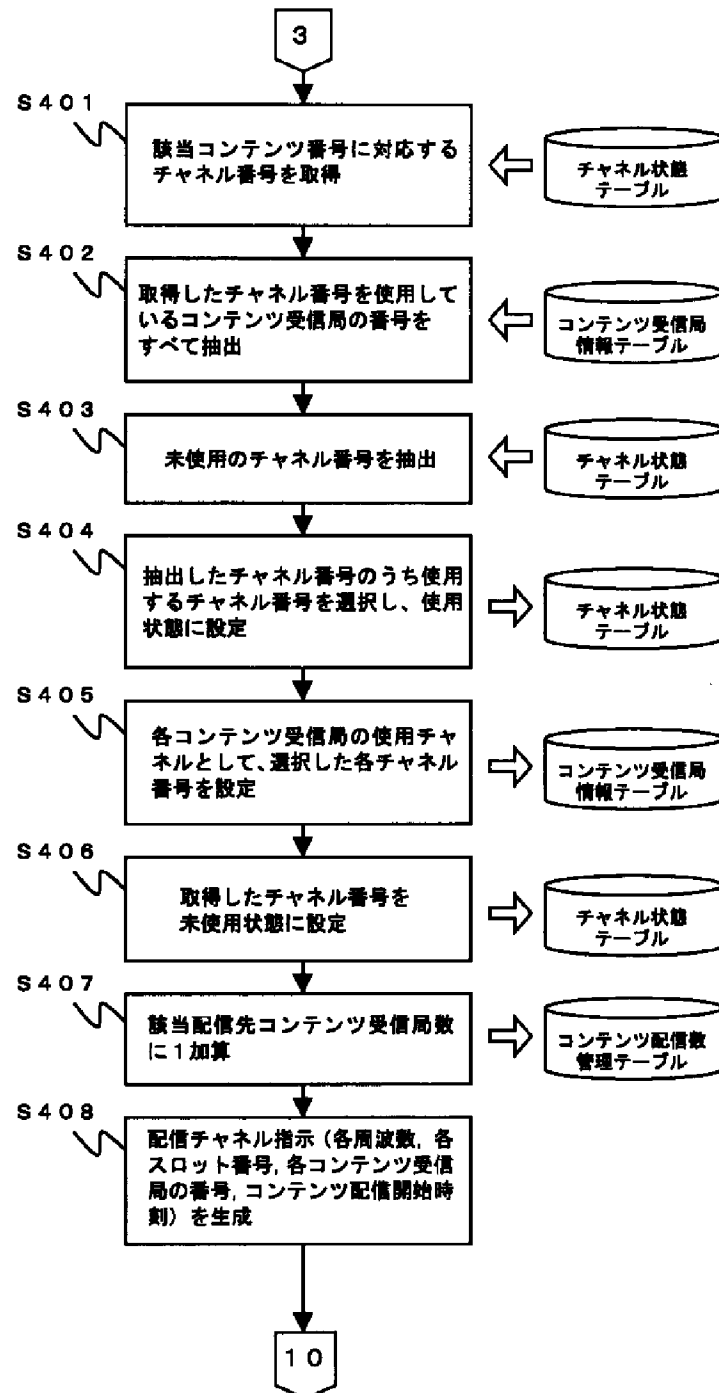 3
S401
該当コンテンツ番号に対応する
チャネル番号を取得
チャネル状態
テーブル
S402
取得したチャネル番号を使用して
いるコンテンツ受信局の番号を
すべて抽出
コンテンツ受信局
情報テーブル
S403
未使用のチャネル番号を抽出
チャネル状態
テーブル
S404
抽出したチャネル番号のうち使用
するチャネル番号を選択し、使用
状態に設定
チャネル状態
テーブル
S405
各コンテンツ受信局の使用チャ
ネルとして、選択した各チャネル
番号を設定
コンテンツ受信局
情報テーブル
S406
取得したチャネル番号を
未使用状態に設定
チャネル状態
テーブル
S407
該当配信先コンテンツ受信局数
に1加算
コンテンツ配信数
管理テーブル
S408
配信チャネル指示（各周波数，各
スロット番号，各コンテンツ受信
局の番号，コンテンツ配信開始時
刻）を生成
10